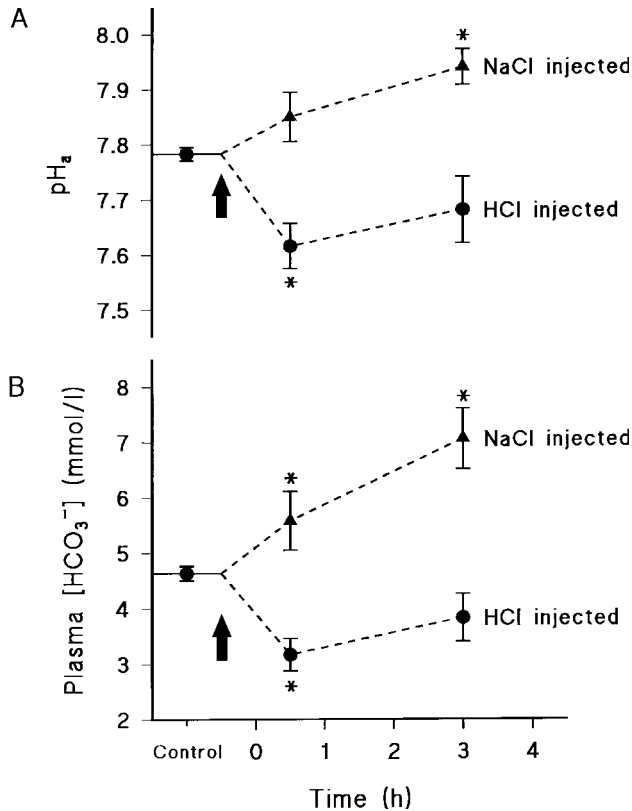 A
8.0
*
7.9
NaCl injected
7.8
pHa
7.7
HCl injected
7.6
*
7.5
B
8
*
7
NaCl injected
*
6
Plasma [HCO3−] (mmol/l)
5
4
HCl injected
3
*
2
Control 0 1 2 3 4
Time (h)